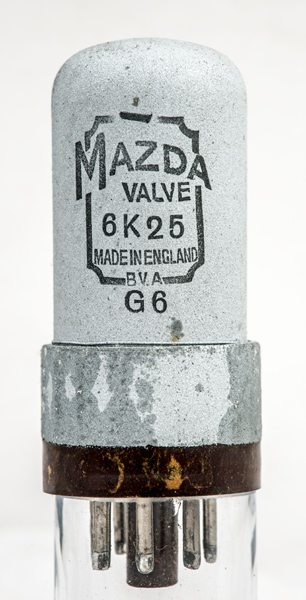 MAZDA
VALVE
6K25
MADE IN ENGLAND
B.V.A
G6